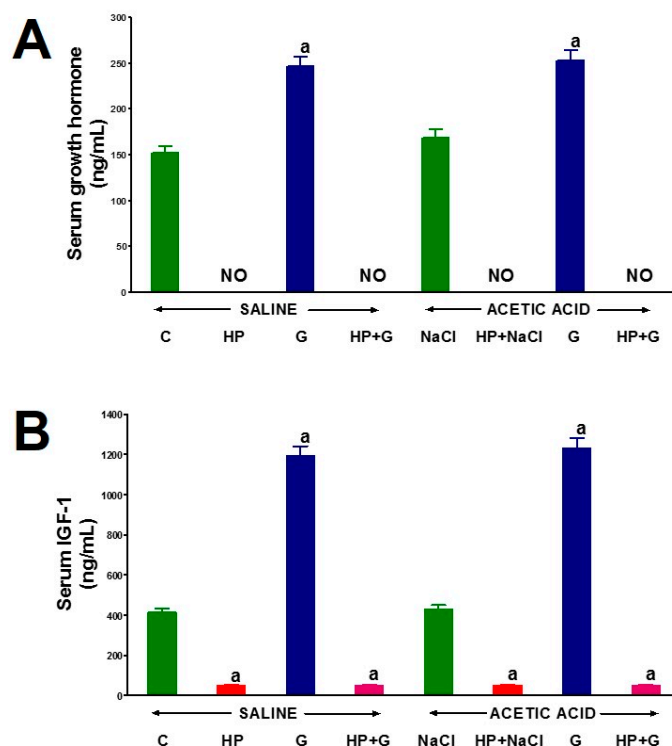 A
Serum growth hormone
(ng/mL)
300
250
200
150
100
50
0
a
a
NO
NO
NO
NO
SALINE
ACETIC ACID
C HP G HP+G NaCl HP+NaCl G HP+G
B
Serum IGF-1
(ng/mL)
1400
1200
1000
800
600
400
200
0
a
a
a
a
a
a
SALINE
ACETIC ACID
C HP G HP+G NaCl HP+NaCl G HP+G